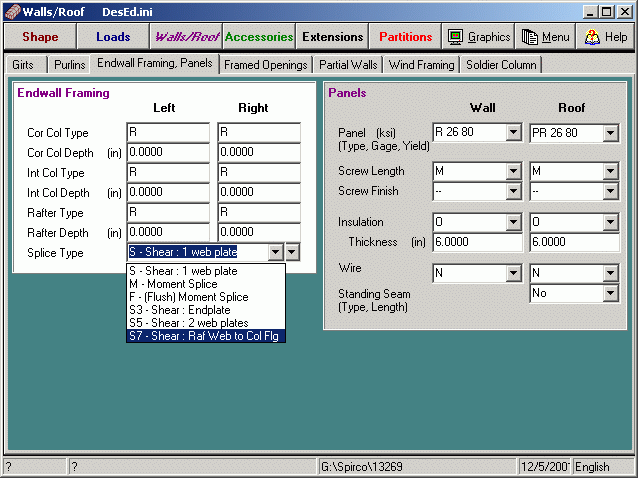 Walls/Roof DesEd.ini
Shape Loads Walls/Roof Accessories Extensions Partitions Graphics Menu Help
Girts Purlins Endwall Framing, Panels Framed Openings Partial Walls Wind Framing Soldier Column
Endwall Framing
Left Right
Cor Col Type R R
Cor Col Depth (in) 0.0000 0.0000
Int Col Type R R
Int Col Depth (in) 0.0000 0.0000
Rafter Type R R
Rafter Depth (in) 0.0000 0.0000
Splice Type S - Shear : 1 web plate
S - Shear : 1 web plate
M - Moment Splice
F - (Flush) Moment Splice
S3 - Shear : Endplate
S5 - Shear : 2 web plates
S7 - Shear : Raf Web to Col Flg
Panels
Wall Roof
Panel (ksi) R 26 80 PR 26 80
(Type, Gage, Yield)
Screw Length M M
Screw Finish -- --
Insulation O O
Thickness (in) 6.0000 6.0000
Wire N N
Standing Seam No
(Type, Length)
? ? G:\Spirco\13269 12/5/200 English